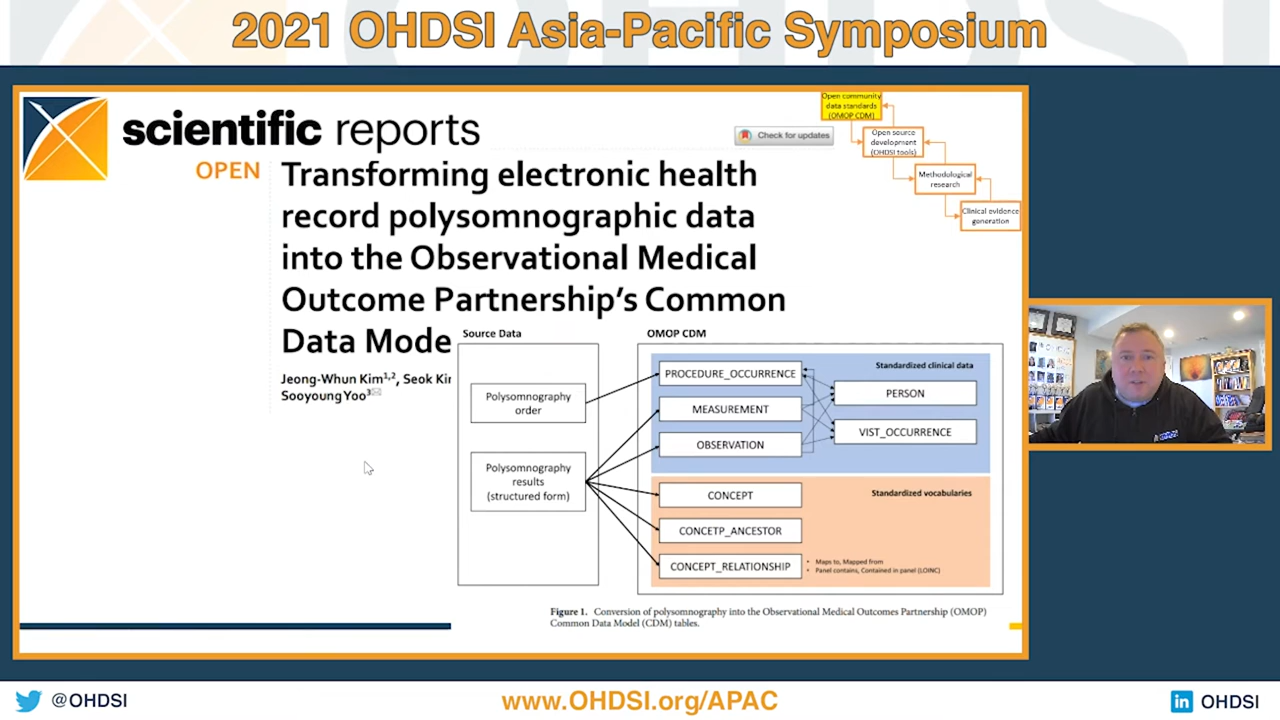 2021 OHDSI Asia-Pacific Symposium
scientific reports
Check for updates
OPEN
Open community
data standards
(OMOP CDM)
Open source
development
(OHDSI tools)
Methodological
research
Clinical evidence
generation
Transforming electronic health
record polysomnographic data
into the Observational Medical
Outcome Partnership's Common
Data Mode
Jeong-Whun Kim1,2, Seok Kir
Sooyoung Yoo3
Source Data
OMOP CDM
Polysomnography
order
Polysomnography
results
(structured form)
Standardized clinical data
PROCEDURE_OCCURRENCE
MEASUREMENT
OBSERVATION
PERSON
VIST_OCCURRENCE
Standardized vocabularies
CONCEPT
CONCETP_ANCESTOR
CONCEPT_RELATIONSHIP
• Maps to, Mapped from
• Panel contains, Contained in panel (LOINC)
Figure 1. Conversion of polysomnography into the Observational Medical Outcomes Partnership (OMOP)
Common Data Model (CDM) tables.
@OHDSI
www.OHDSI.org/APAC
in OHDSI